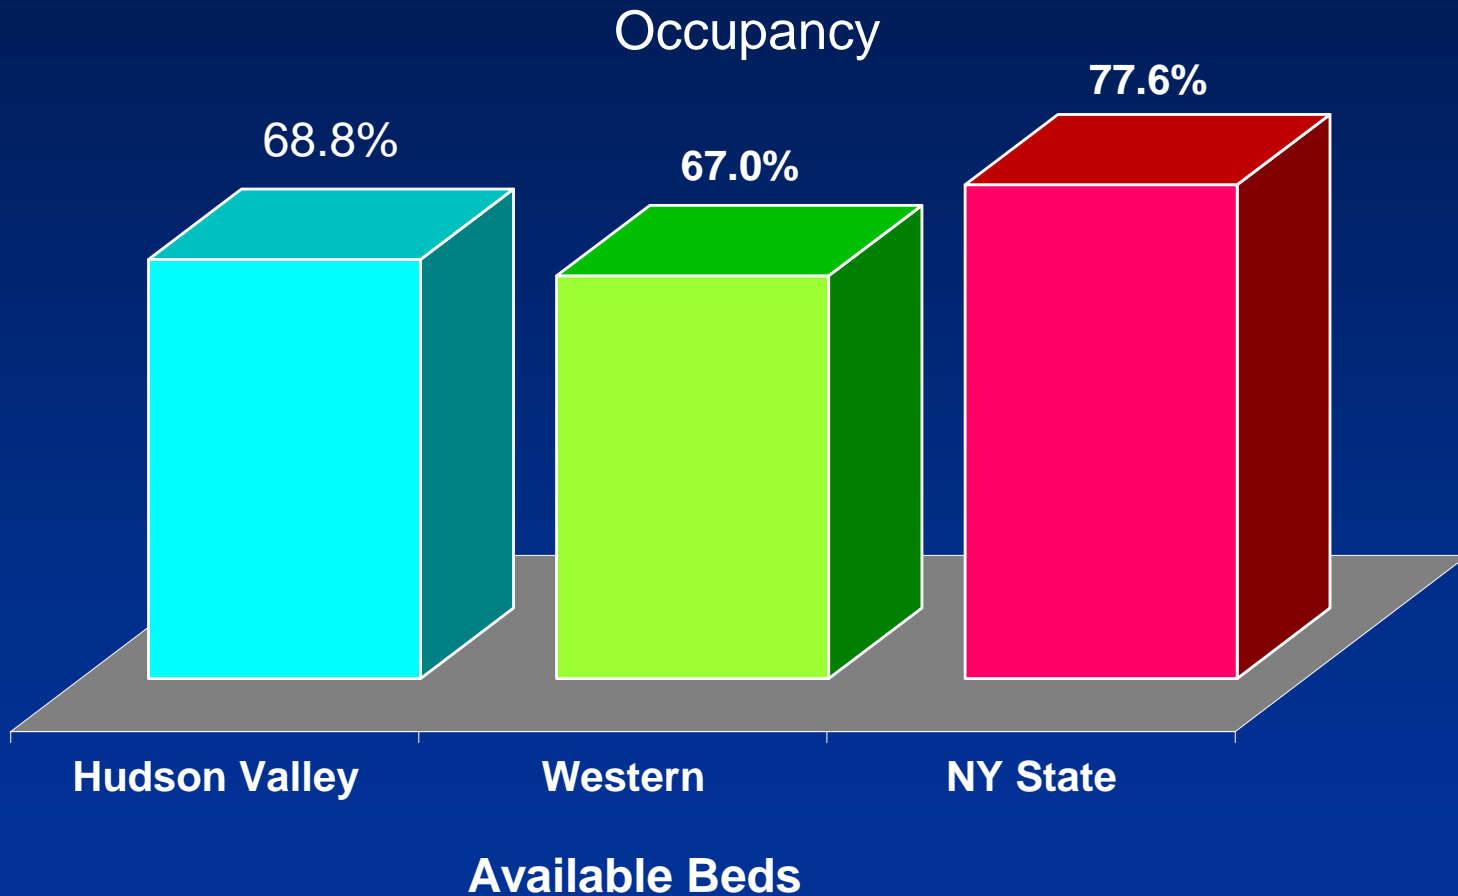 Occupancy
77.6%
68.8%
67.0%
Hudson Valley
Western
NY State
Available Beds